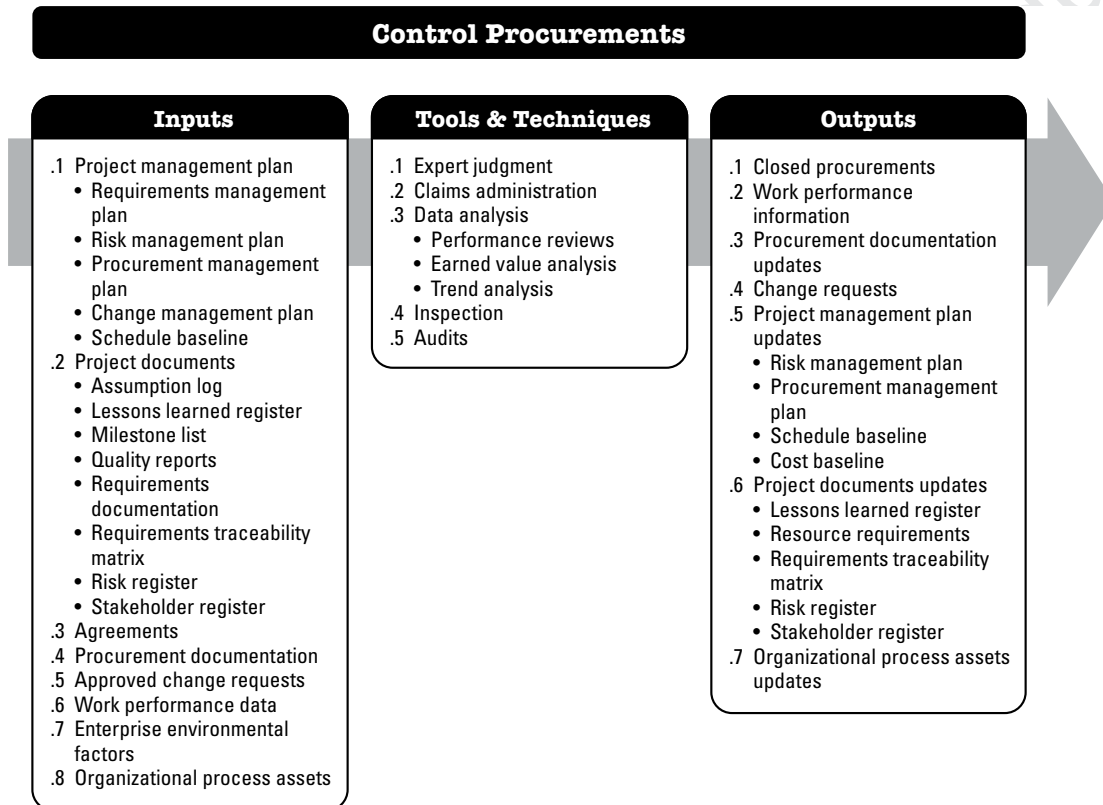 Control Procurements
Inputs
.1 Project management plan
• Requirements management
plan
• Risk management plan
• Procurement management
plan
• Change management plan
• Schedule baseline
.2 Project documents
• Assumption log
• Lessons learned register
• Milestone list
• Quality reports
• Requirements
documentation
• Requirements traceability
matrix
• Risk register
• Stakeholder register
.3 Agreements
.4 Procurement documentation
.5 Approved change requests
.6 Work performance data
.7 Enterprise environmental
factors
.8 Organizational process assets
Tools & Techniques
.1 Expert judgment
.2 Claims administration
.3 Data analysis
• Performance reviews
• Earned value analysis
• Trend analysis
.4 Inspection
.5 Audits
Outputs
.1 Closed procurements
.2 Work performance
information
.3 Procurement documentation
updates
.4 Change requests
.5 Project management plan
updates
• Risk management plan
• Procurement management
plan
• Schedule baseline
• Cost baseline
.6 Project documents updates
• Lessons learned register
• Resource requirements
• Requirements traceability
matrix
• Risk register
• Stakeholder register
.7 Organizational process assets
updates